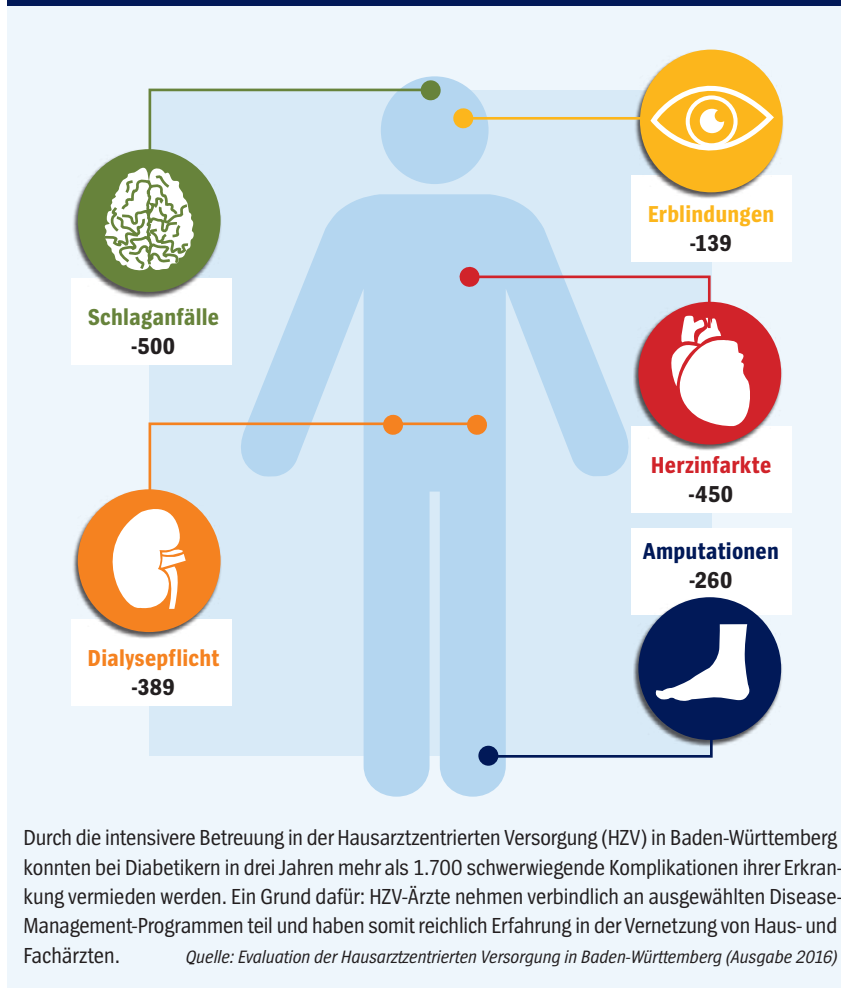 Erblindungen
-139
Schlaganfälle
-500
Herzinfarkte
-450
Amputationen
-260
Dialysepflicht
-389
Durch die intensivere Betreuung in der Hausarztzentrierten Versorgung (HZV) in Baden-Württemberg
konnten bei Diabetikern in drei Jahren mehr als 1.700 schwerwiegende Komplikationen ihrer Erkran-
kung vermieden werden. Ein Grund dafür: HZV-Ärzte nehmen verbindlich an ausgewählten Disease-
Management-Programmen teil und haben somit reichlich Erfahrung in der Vernetzung von Haus- und
Fachärzten. Quelle: Evaluation der Hausarztzentrierten Versorgung in Baden-Württemberg (Ausgabe 2016)